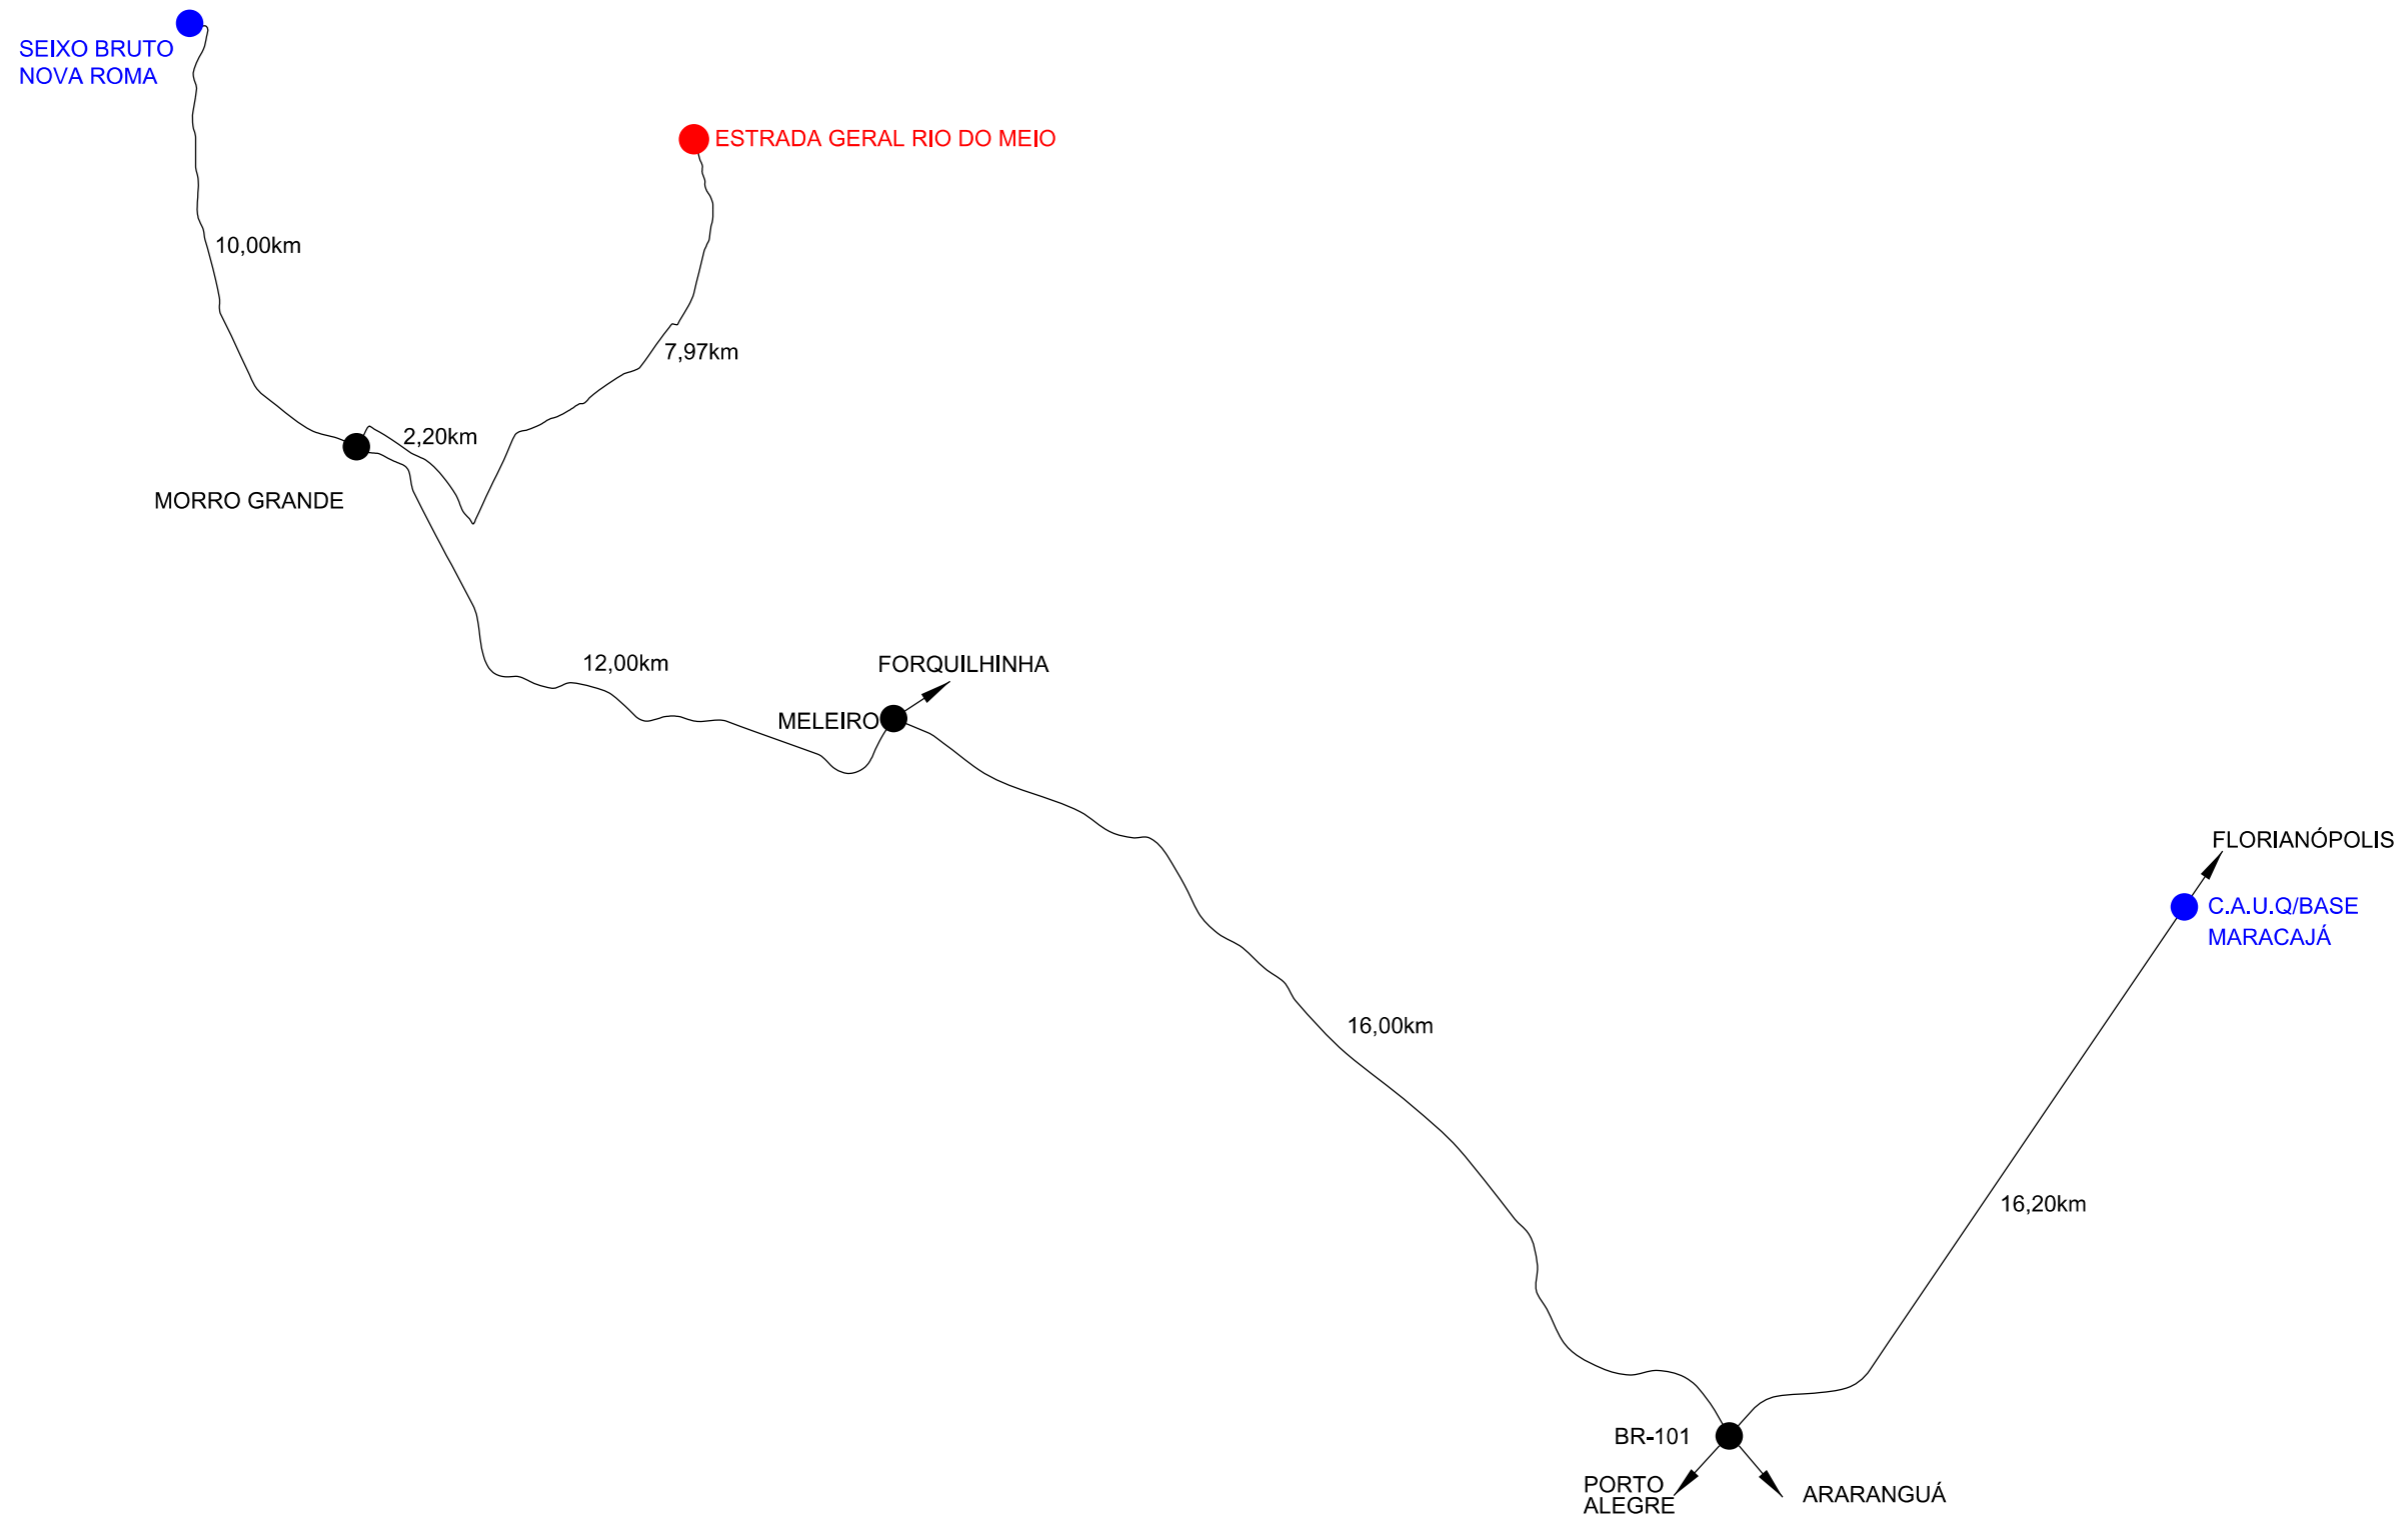 SEIXO BRUTO
NOVA ROMA
ESTRADA GERAL RIO DO MEIO
10,00km
7,97km
2,20km
MORRO GRANDE
12,00km
FORQUILHINHA
MELEIRO
FLORIANÓPOLIS
C.A.U.Q/BASE
MARACAJÁ
16,00km
16,20km
BR-101
PORTO
ALEGRE
ARARANGUÁ